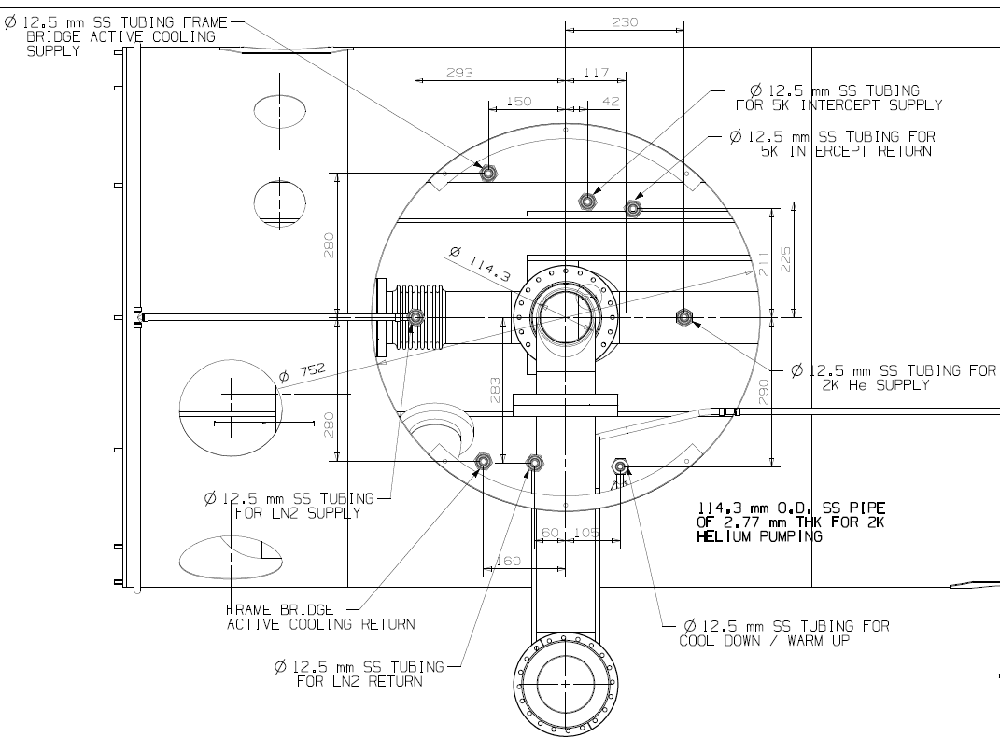 Ø 12.5 mm SS TUBING FRAME
BRIDGE ACTIVE COOLING
SUPPLY
230
293
117
150
42
Ø 12.5 mm SS TUBING
FOR 5K INTERCEPT SUPPLY
Ø 12.5 mm SS TUBING FOR
5K INTERCEPT RETURN
280
Ø 114.3
211
225
Ø 752
283
280
290
Ø 12.5 mm SS TUBING FOR
2K He SUPPLY
Ø 12.5 mm SS TUBING
FOR LN2 SUPPLY
114.3 mm O.D. SS PIPE
OF 2.77 mm THK FOR 2K
HELIUM PUMPING
60
105
160
FRAME BRIDGE
ACTIVE COOLING RETURN
Ø 12.5 mm SS TUBING FOR
COOL DOWN / WARM UP
Ø 12.5 mm SS TUBING
FOR LN2 RETURN